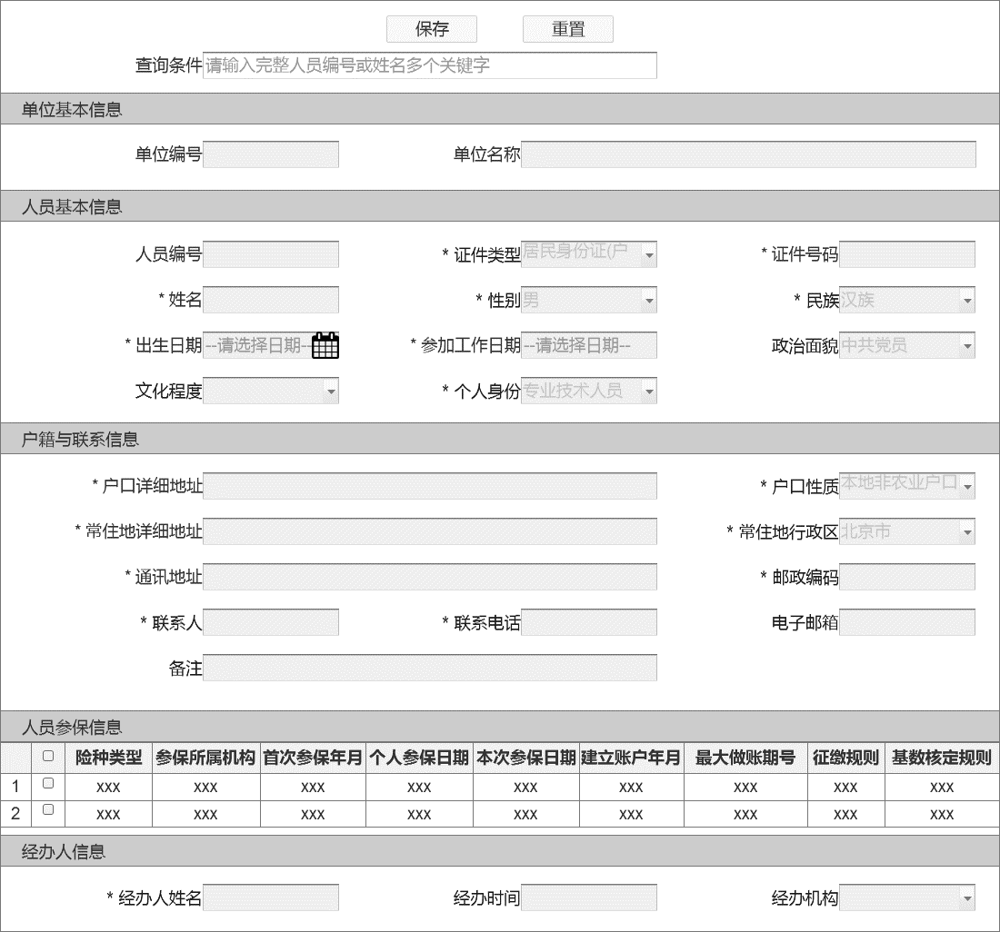 保存 重置
查询条件 请输入完整人员编号或姓名多个关键字
单位基本信息
单位编号 单位名称
人员基本信息
人员编号 * 证件类型 居民身份证(户 * 证件号码
* 姓名 * 性别 男 * 民族 汉族
* 出生日期 --请选择日期-- * 参加工作日期 --请选择日期-- 政治面貌 中共党员
文化程度 * 个人身份 专业技术人员
户籍与联系信息
* 户口详细地址 * 户口性质 本地非农业户口
* 常住地详细地址 * 常住地行政区 北京市
* 通讯地址 * 邮政编码
* 联系人 * 联系电话 电子邮箱
备注
人员参保信息
险种类型 参保所属机构 首次参保年月 个人参保日期 本次参保日期 建立账户年月 最大做账期号 征缴规则 基数核定规则
1 xxx xxx xxx xxx xxx xxx xxx xxx xxx
2 xxx xxx xxx xxx xxx xxx xxx xxx xxx
经办人信息
* 经办人姓名 经办时间 经办机构